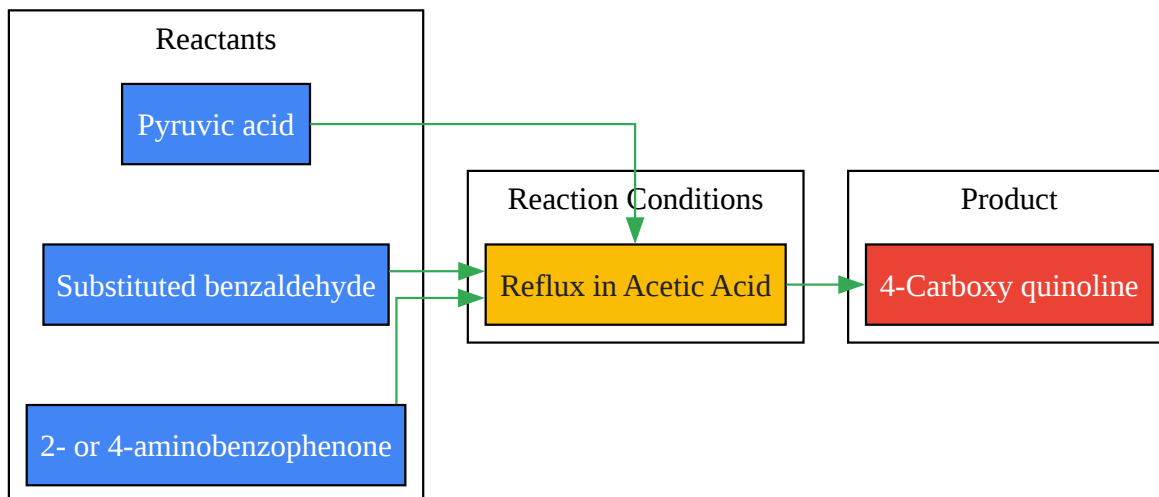 Reactants
Pyruvic acid
Substituted benzaldehyde
2- or 4-aminobenzophenone
Reaction Conditions
Reflux in Acetic Acid
Product
4-Carboxy quinoline